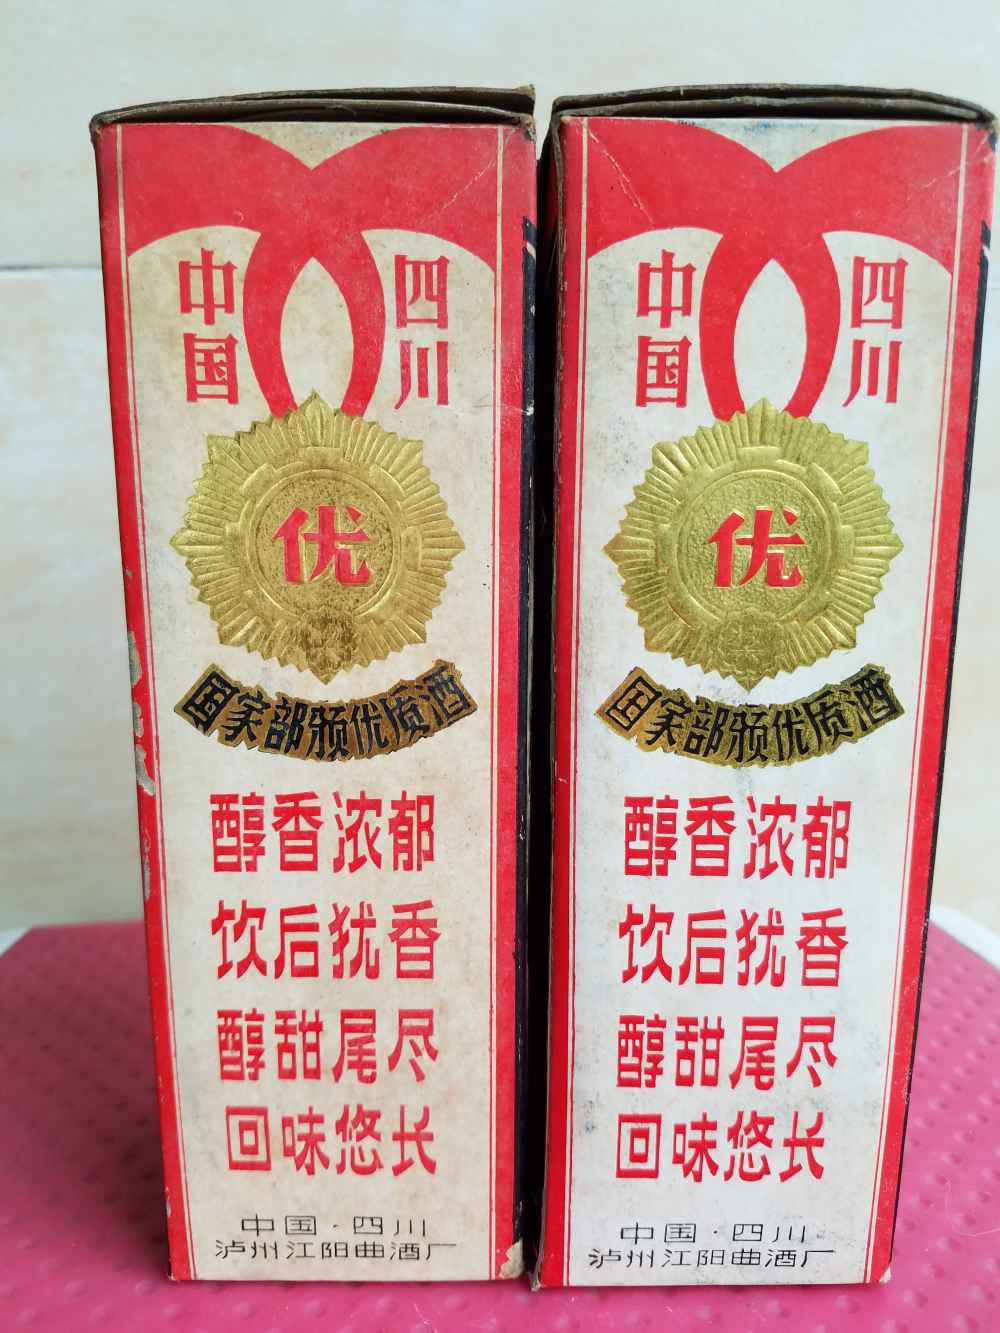 中国
四川
优
国家部颁优质酒
醇香浓郁
饮后犹香
醇甜尾尽
回味悠长
中国·四川
泸州江阳曲酒厂
中国
四川
优
国家部颁优质酒
醇香浓郁
饮后犹香
醇甜尾尽
回味悠长
中国·四川
泸州江阳曲酒厂